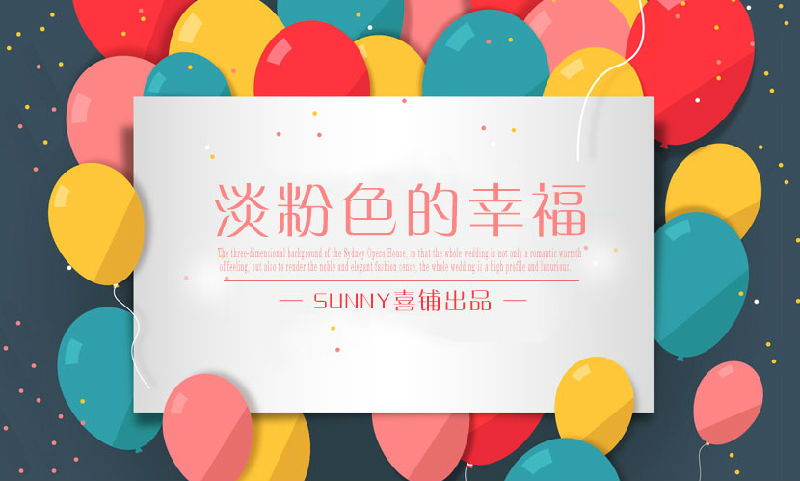 淡粉色的幸福
The three-dimensional background of the Sydney Opera House, so that the whole wedding is not only a romantic warmth
of feeling, but also to render the noble and elegant fashion sense, the whole wedding is a high profile and luxurious.
— SUNNY喜铺出品 —